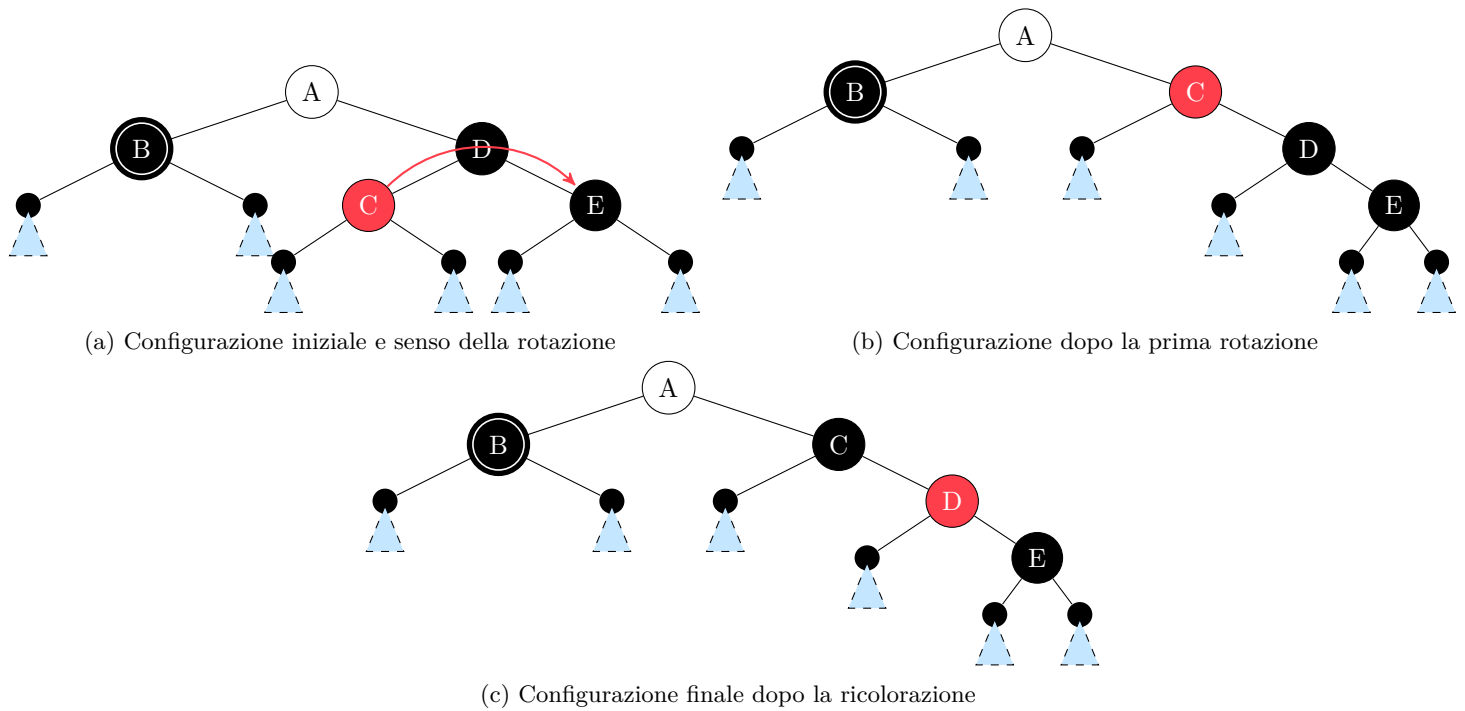 A
B
D
C
E
(a) Configurazione iniziale e senso della rotazione
A
B
C
D
E
(b) Configurazione dopo la prima rotazione
A
B
C
D
E
(c) Configurazione finale dopo la ricolorazione